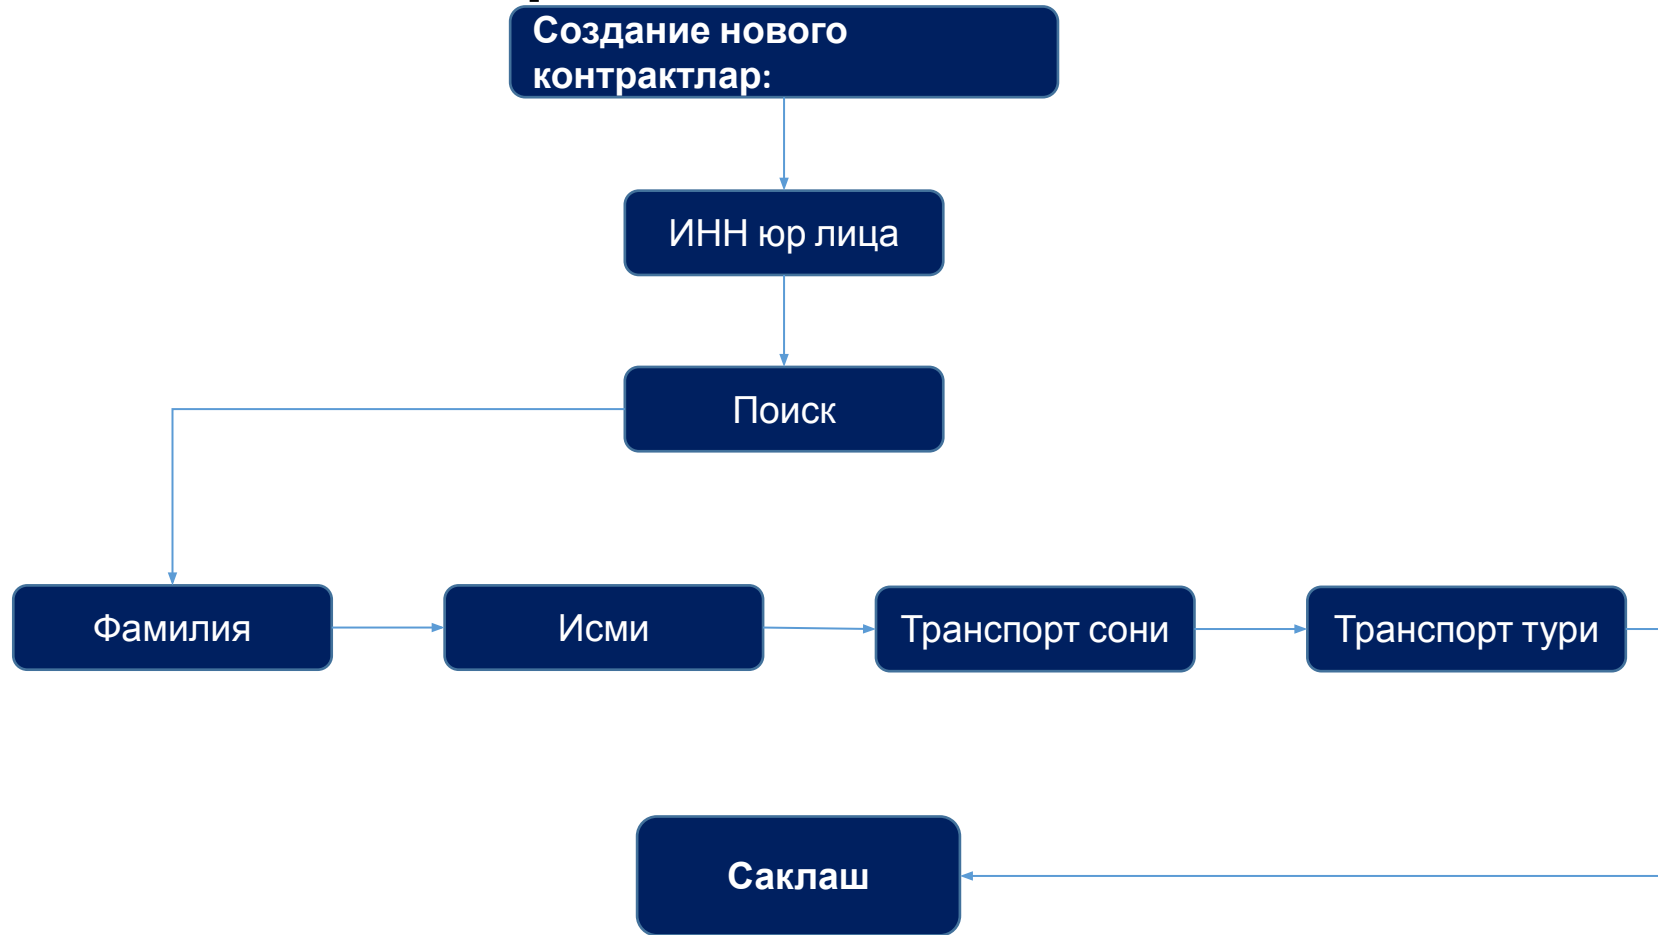 Создание нового
контрактлар:
ИНН юр лица
Поиск
Фамилия
Исми
Транспорт сони
Транспорт тури
Саклаш